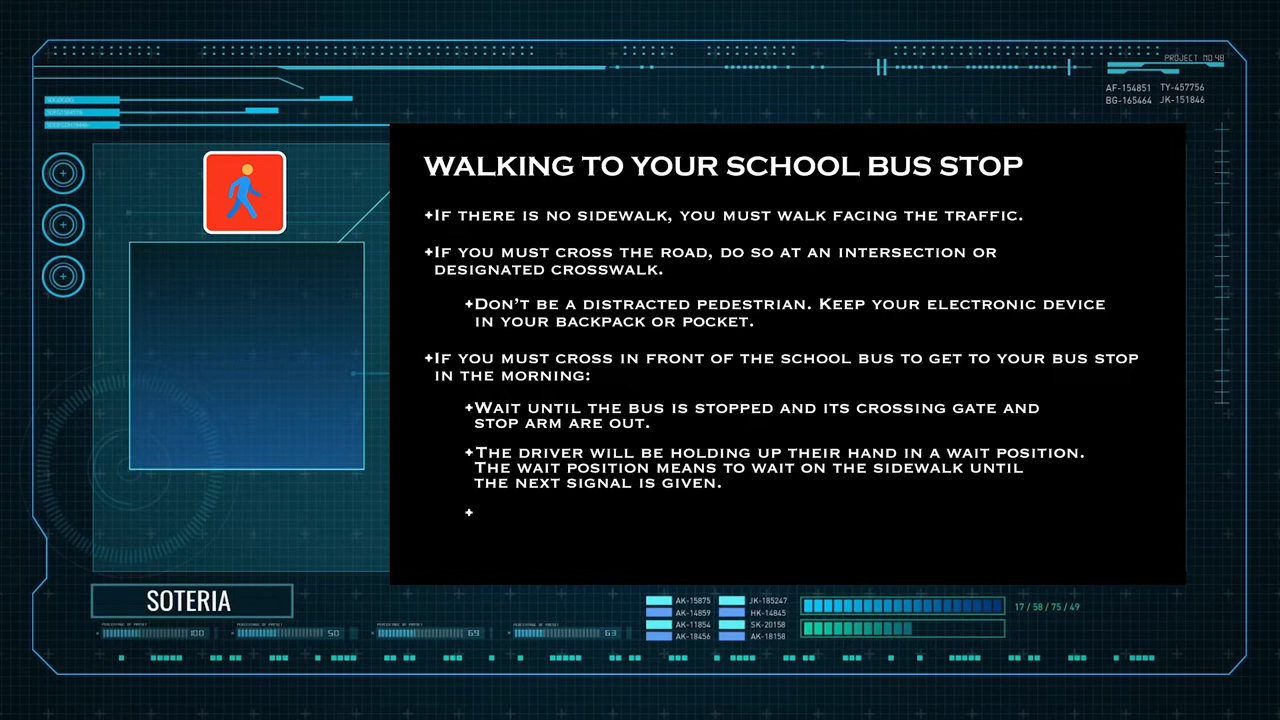 PROJECT MO 48
AF-154851 TY-457756
BG-165464 JK-151846
WALKING TO YOUR SCHOOL BUS STOP
+IF THERE IS NO SIDEWALK, YOU MUST WALK FACING THE TRAFFIC.
+IF YOU MUST CROSS THE ROAD, DO SO AT AN INTERSECTION OR
DESIGNATED CROSSWALK.
+DON'T BE A DISTRACTED PEDESTRIAN. KEEP YOUR ELECTRONIC DEVICE
IN YOUR BACKPACK OR POCKET.
+IF YOU MUST CROSS IN FRONT OF THE SCHOOL BUS TO GET TO YOUR BUS STOP
IN THE MORNING:
+WAIT UNTIL THE BUS IS STOPPED AND ITS CROSSING GATE AND
STOP ARM ARE OUT.
+THE DRIVER WILL BE HOLDING UP THEIR HAND IN A WAIT POSITION.
THE WAIT POSITION MEANS TO WAIT ON THE SIDEWALK UNTIL
THE NEXT SIGNAL IS GIVEN.
+
SOTERIA
100 50 69 63
AK-15875 JK-185247
AK-14859 HK-14845
AK-11854 SK-20158
AK-18456 AK-18158
17 / 58 / 75 / 49